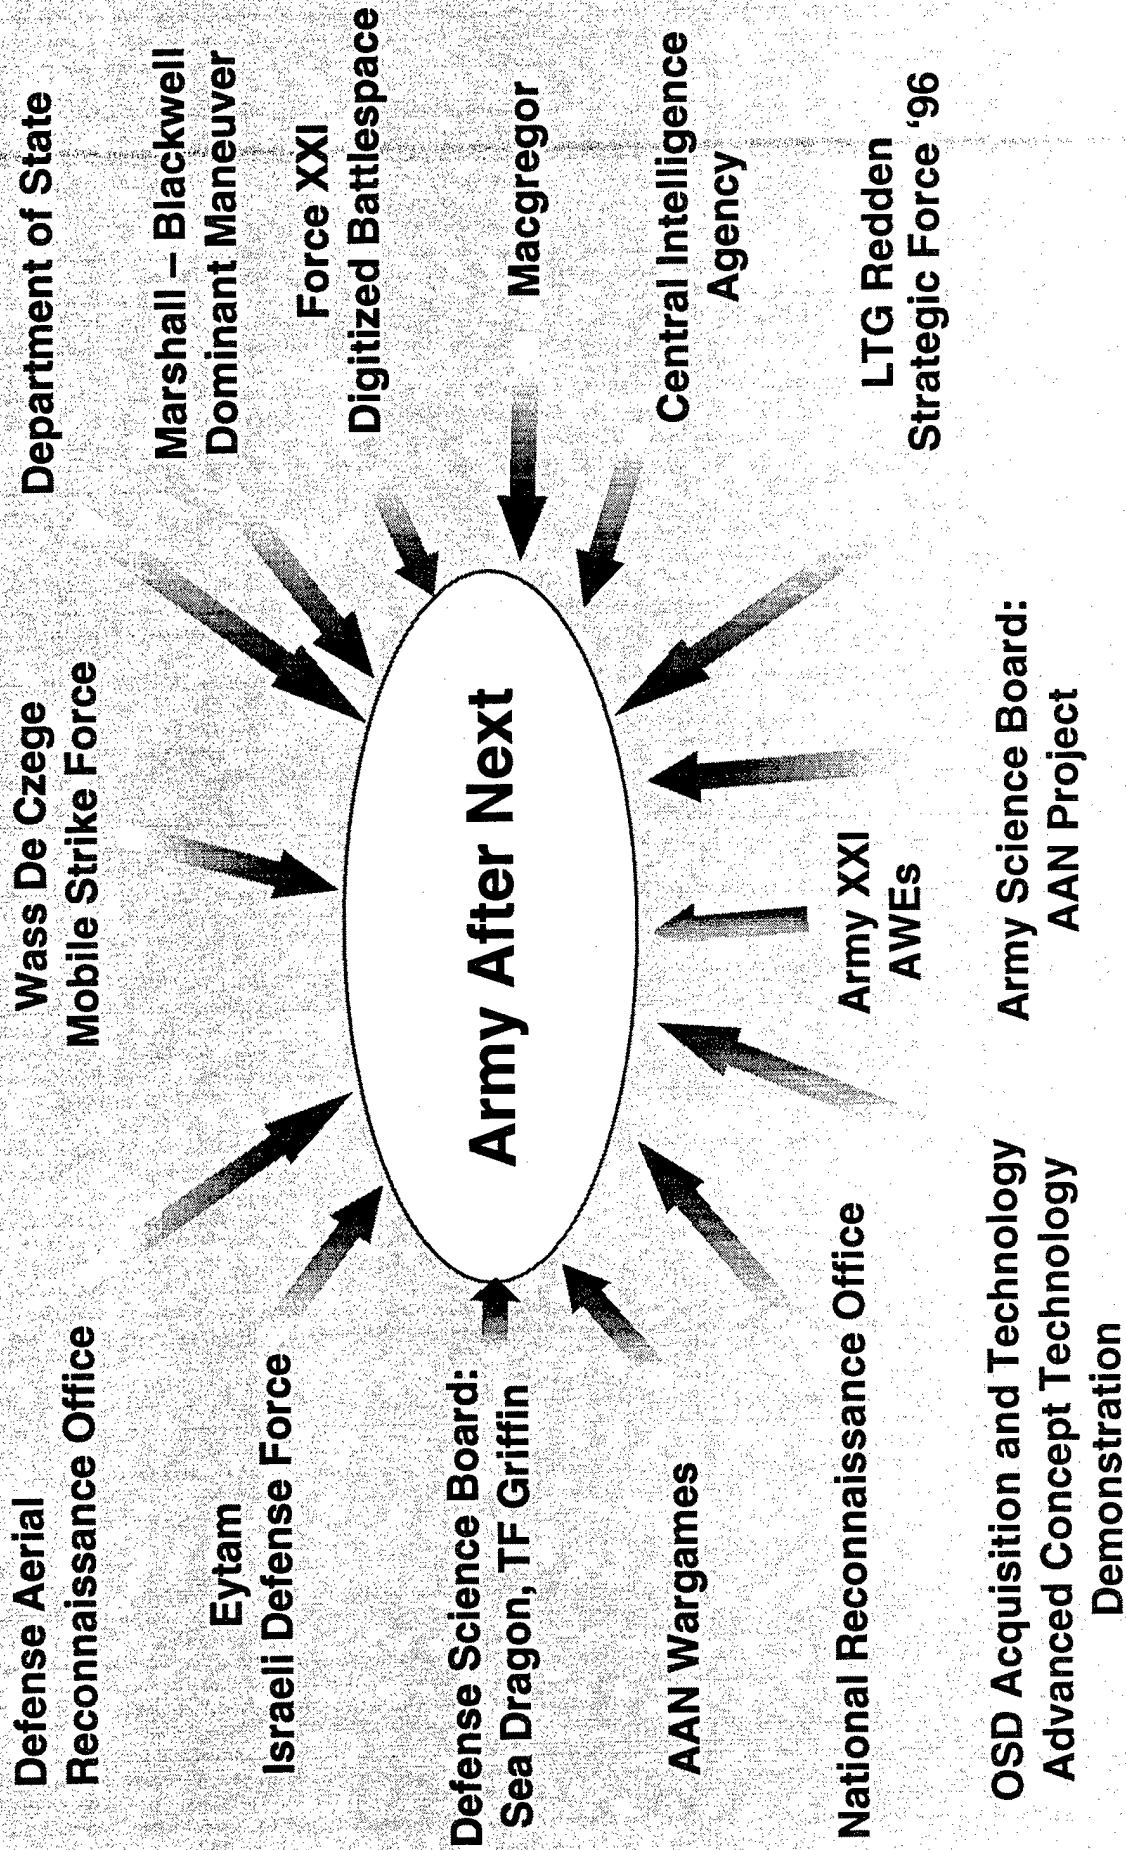 Defense Aerial
Reconnaissance Office
Wass De Czege
Mobile Strike Force
Department of State
Marshall – Blackwell
Dominant Maneuver
Eytam
Israeli Defense Force
Force XXI
Digitized Battlespace
Defense Science Board:
Sea Dragon, TF Griffin
Army After Next
Macgregor
AAN Wargames
Central Intelligence
Agency
National Reconnaissance Office
Army XXI
AWEs
LTG Redden
Strategic Force '96
OSD Acquisition and Technology
Advanced Concept Technology
Demonstration
Army Science Board:
AAN Project